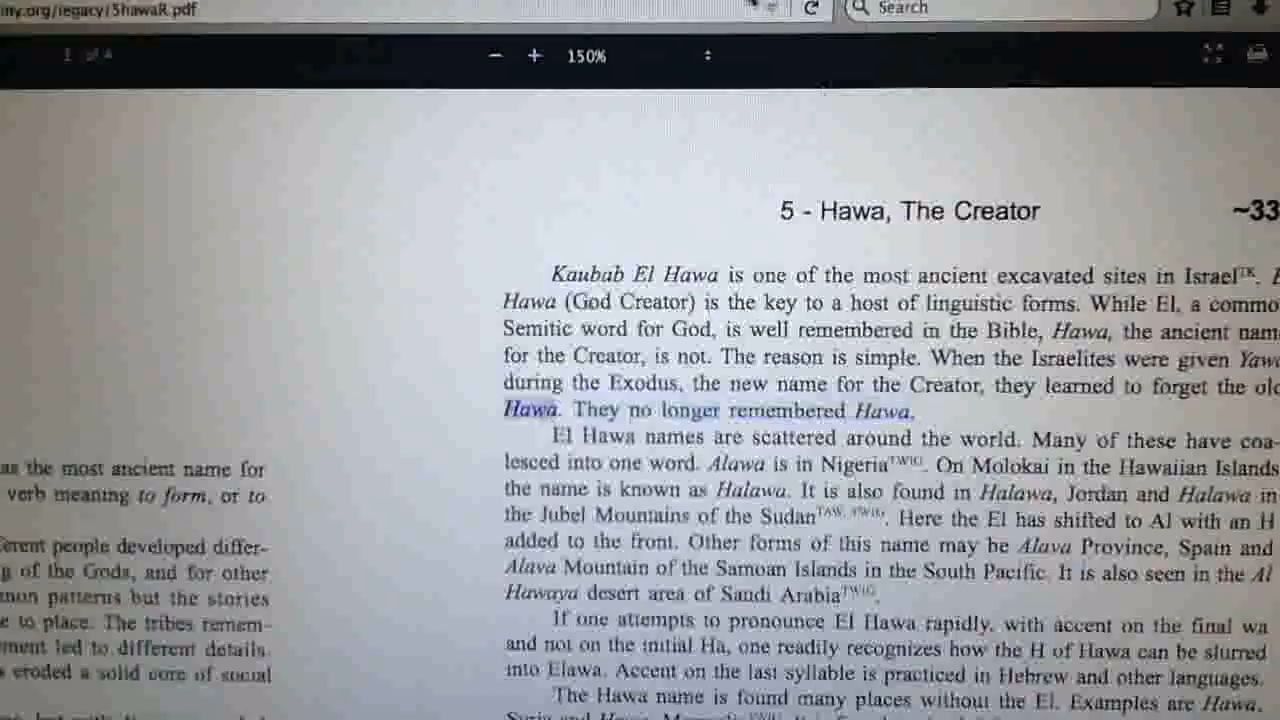 my.org/legacy/5hawaR.pdf
Search
1 of 4
150%
5 - Hawa, The Creator ~33
as the most ancient name for
verb meaning to form, or to
ferent people developed differ-
g of the Gods, and for other
mon patterns but the stories
e to place. The tribes remem-
ment led to different details.
s eroded a solid core of social
Kaubab El Hawa is one of the most ancient excavated sites in Israel
Hawa (God Creator) is the key to a host of linguistic forms. While El, a commo
Semitic word for God, is well remembered in the Bible, Hawa, the ancient nam
for the Creator, is not. The reason is simple. When the Israelites were given Yaw
during the Exodus, the new name for the Creator, they learned to forget the old
Hawa. They no longer remembered Hawa.
El Hawa names are scattered around the world. Many of these have coa-
lesced into one word. Alawa is in NigeriaTWIG. On Molokai in the Hawaiian Islands
the name is known as Halawa. It is also found in Halawa, Jordan and Halawa in
the Jubel Mountains of the SudanTAW, TWIG. Here the El has shifted to Al with an H
added to the front. Other forms of this name may be Alava Province, Spain and
Alava Mountain of the Samoan Islands in the South Pacific. It is also seen in the Al
Hawaya desert area of Saudi ArabiaTWIG.
If one attempts to pronounce El Hawa rapidly, with accent on the final wa
and not on the initial Ha, one readily recognizes how the H of Hawa can be slurred
into Elawa. Accent on the last syllable is practiced in Hebrew and other languages.
The Hawa name is found many places without the El. Examples are Hawa,